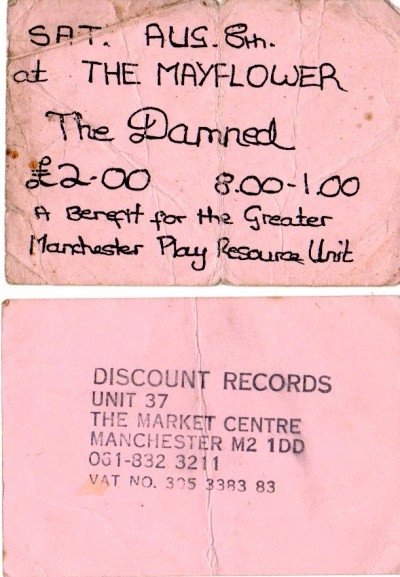 SAT. AUG. 8th.
at THE MAYFLOWER
The Damned
£2·00 8.00-1.00
A Benefit for the Greater
Manchester Play Resource Unit
DISCOUNT RECORDS
UNIT 37
THE MARKET CENTRE
MANCHESTER M2 1DD
061-832 3211
VAT NO. 305 3383 83